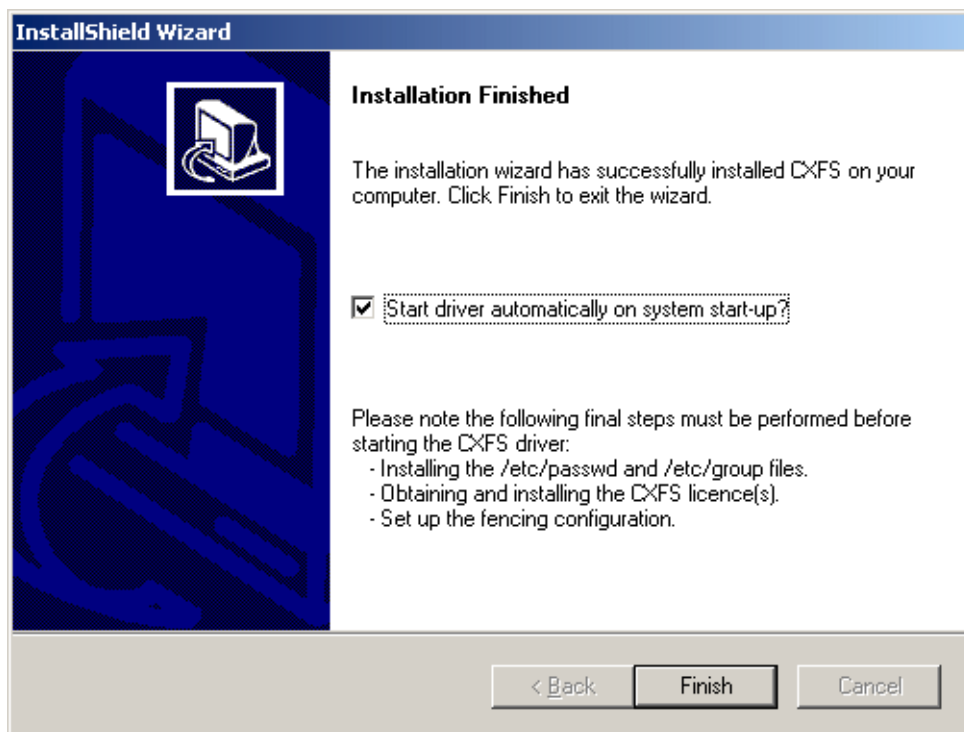 InstallShield Wizard
Installation Finished
The installation wizard has successfully installed CXFS on your
computer. Click Finish to exit the wizard.
Start driver automatically on system start-up?
Please note the following final steps must be performed before
starting the CXFS driver:
- Installing the /etc/passwd and /etc/group files.
- Obtaining and installing the CXFS licence(s).
- Set up the fencing configuration.
< Back
Finish
Cancel